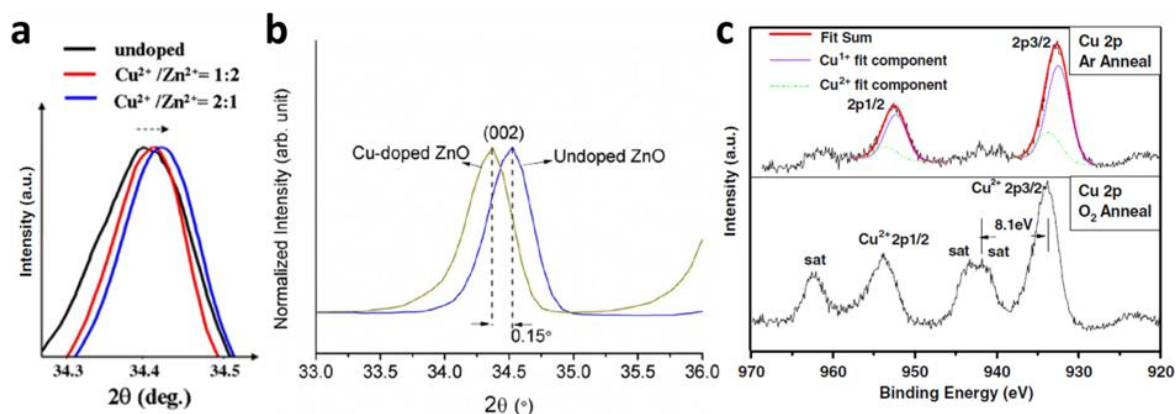 a
undoped
Cu²⁺ /Zn²⁺= 1:2
Cu²⁺ /Zn²⁺= 2:1
Intensity (a.u.)
34.3 34.4 34.5
2θ (deg.)
b
(002)
Cu-doped ZnO
Undoped ZnO
0.15°
Normalized Intensity (arb. unit)
33.0 33.5 34.0 34.5 35.0 35.5 36.0
2θ (°)
c
Fit Sum
Cu¹⁺ fit component
Cu²⁺ fit component
2p1/2
2p3/2
Cu 2p
Ar Anneal
Cu²⁺ 2p3/2
Cu 2p
O₂ Anneal
8.1eV
Cu²⁺ 2p1/2
sat
sat
sat
Intensity (a.u.)
970 960 950 940 930 920
Binding Energy (eV)